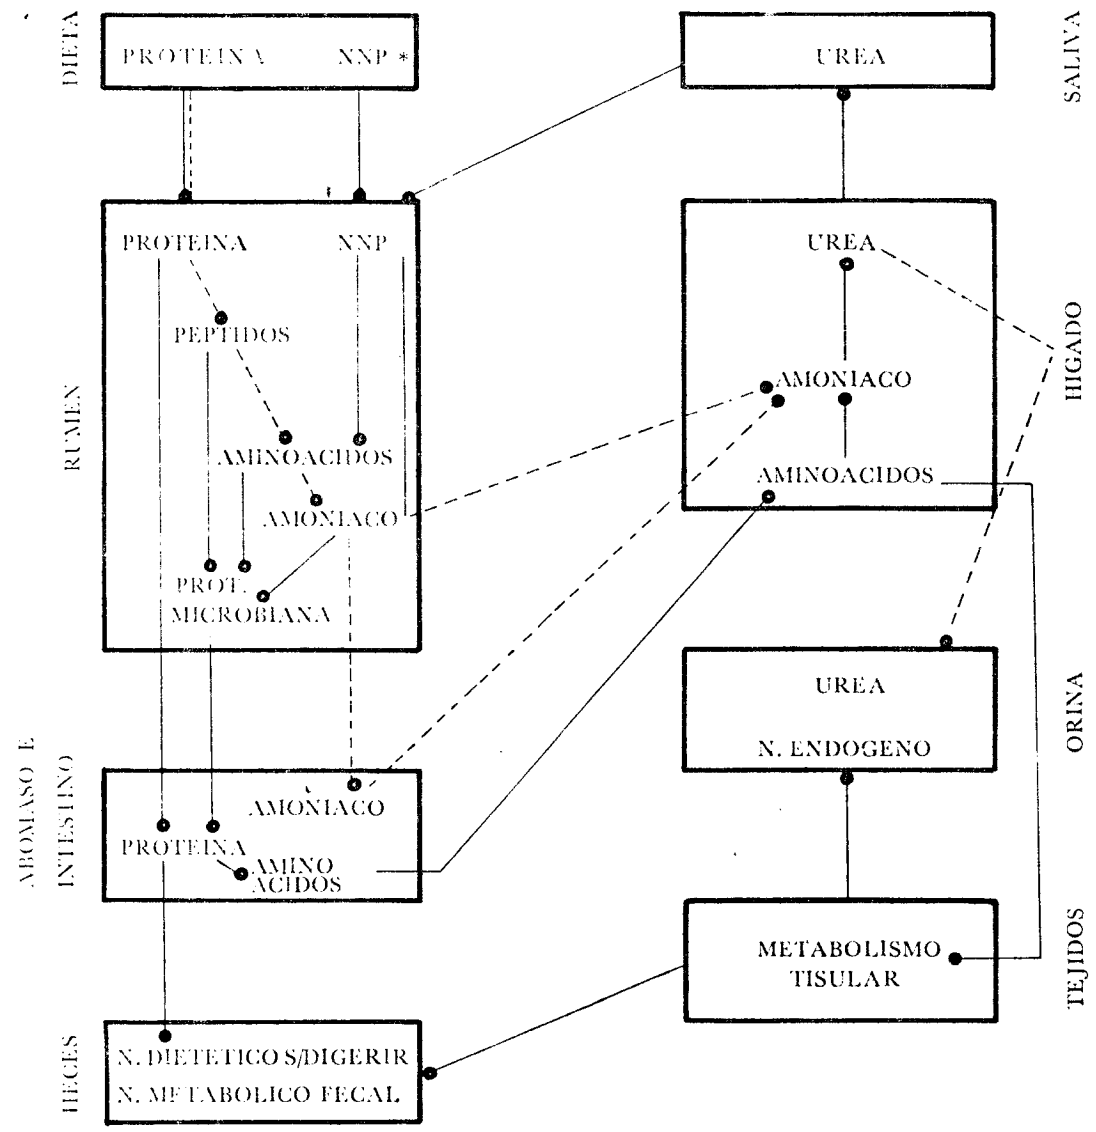 DIETA
PROTEINA NNP *
UREA
SALIVA
RUMEN
PROTEINA NNP
PEPTIDOS
AMINOACIDOS
AMONIACO
PROT.
MICROBIANA
UREA
AMONIACO
AMINOACIDOS
HIGADO
UREA
N. ENDOGENO
ORINA
ABOMASO E
INTESTINO
AMONIACO
PROTEINA
AMINO
ACIDOS
METABOLISMO
TISULAR
TEJIDOS
HECES
N. DIETETICO S/DIGERIR
N. METABOLICO FECAL